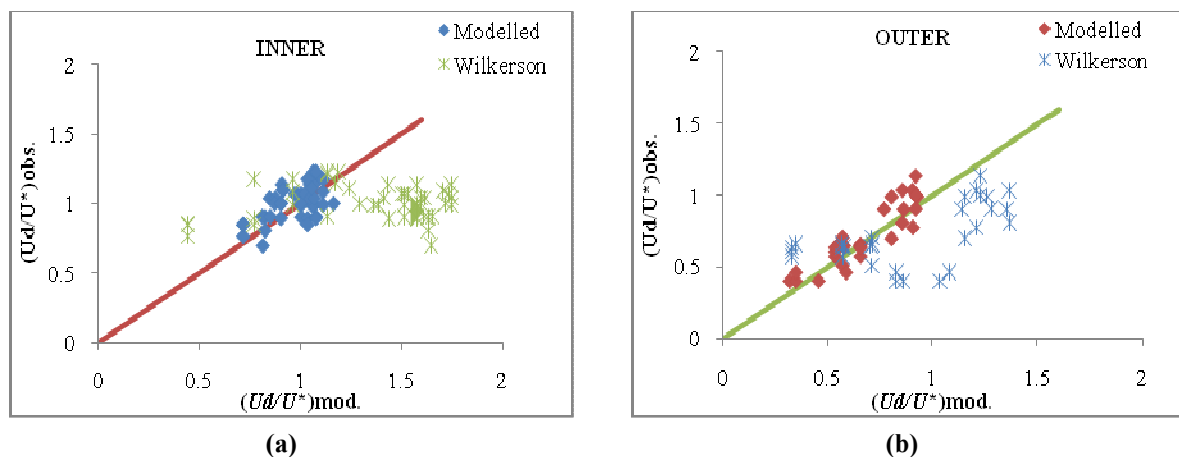 INNER
Modelled
Wilkerson
2
1.5
1
0.5
0
0 0.5 1 1.5 2
(Ud/U*)obs.
(Ud/U*)mod.
(a)
OUTER
Modelled
Wilkerson
2
1.5
1
0.5
0
0 0.5 1 1.5 2
(Ud/U*)obs.
(Ud/U*)mod.
(b)